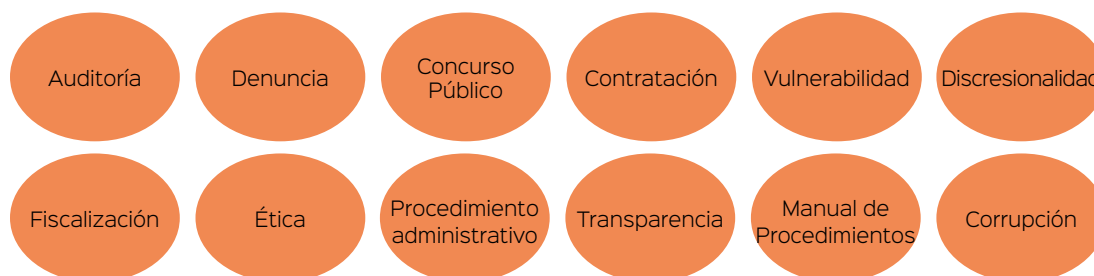 Auditoría
Denuncia
Concurso
Público
Contratación
Vulnerabilidad
Discresionalidad
Fiscalización
Ética
Procedimiento
administrativo
Transparencia
Manual de
Procedimientos
Corrupción